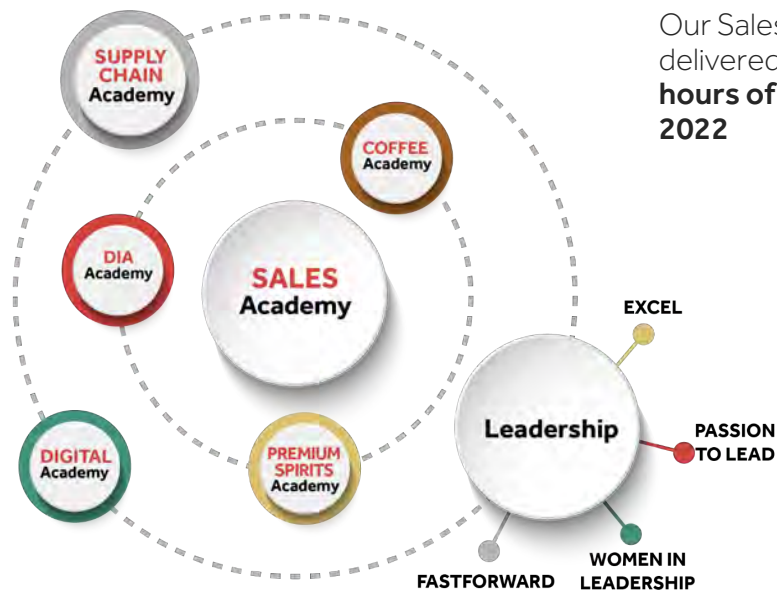 Our Sales
delivered
hours of
2022
SUPPLY
CHAIN
Academy
COFFEE
Academy
DIA
Academy
SALES
Academy
EXCEL
Leadership
PASSION
TO LEAD
DIGITAL
Academy
PREMIUM
SPIRITS
Academy
WOMEN IN
LEADERSHIP
FASTFORWARD